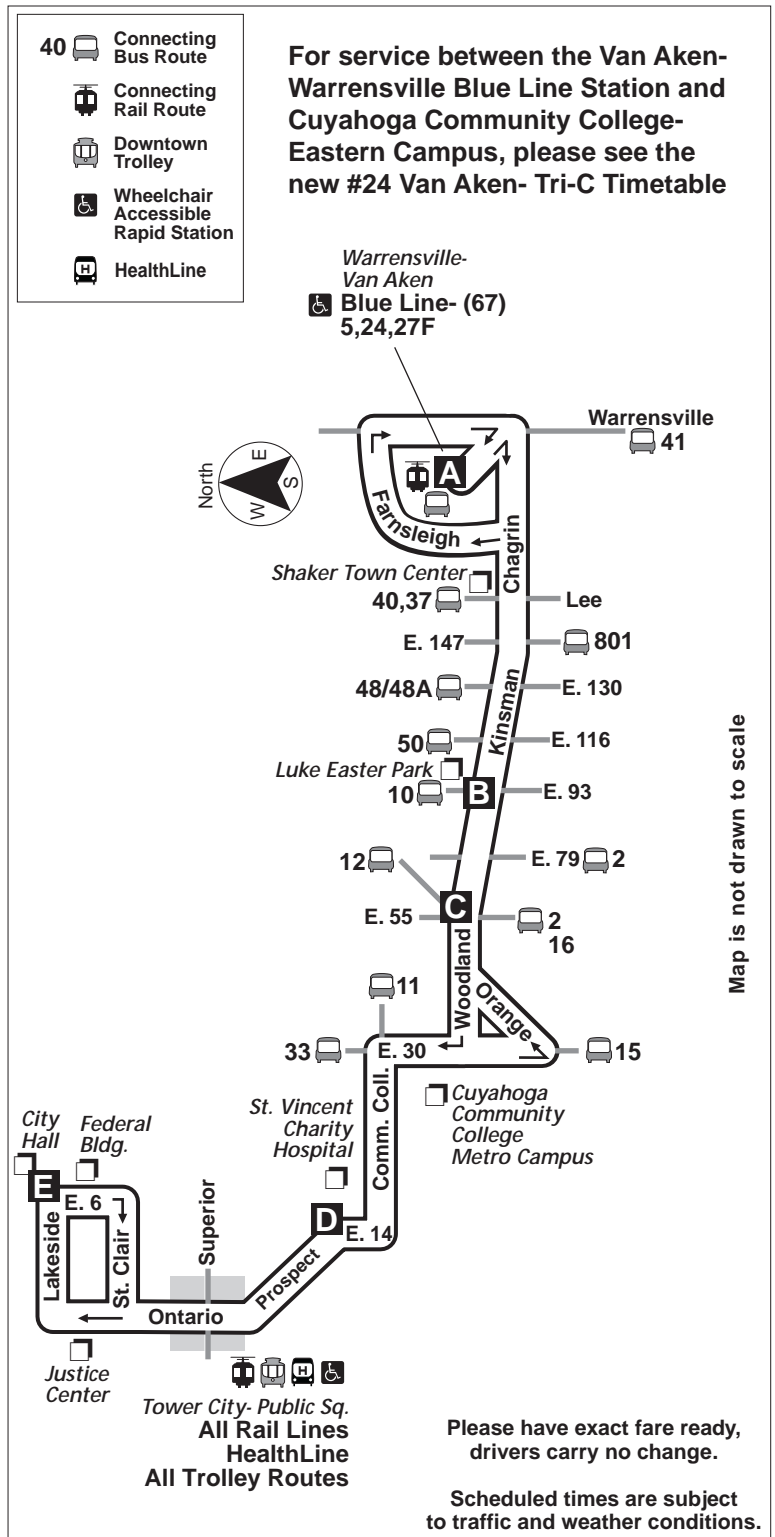 40 Connecting
Bus Route
Connecting
Rail Route
Downtown
Trolley
Wheelchair
Accessible
Rapid Station
H HealthLine
For service between the Van Aken-
Warrensville Blue Line Station and
Cuyahoga Community College-
Eastern Campus, please see the
new #24 Van Aken- Tri-C Timetable
Warrensville-
Van Aken
Blue Line- (67)
5,24,27F
Warrensville
41
North
E
S
W
A
Farnsleigh
Chagrin
Shaker Town Center
40,37
Lee
E. 147
801
48/48A
E. 130
Kinsman
50
E. 116
Luke Easter Park
10
B
E. 93
12
E. 79
2
C
E. 55
2
16
Woodland
Orange
11
33
E. 30
15
Comm. Coll.
Cuyahoga
Community
College
Metro Campus
St. Vincent
Charity
Hospital
City
Hall
Federal
Bldg.
E
E. 6
Lakeside
St. Clair
Superior
D
E. 14
Prospect
Ontario
Justice
Center
H
Tower City- Public Sq.
All Rail Lines
HealthLine
All Trolley Routes
Map is not drawn to scale
Please have exact fare ready,
drivers carry no change.
Scheduled times are subject
to traffic and weather conditions.